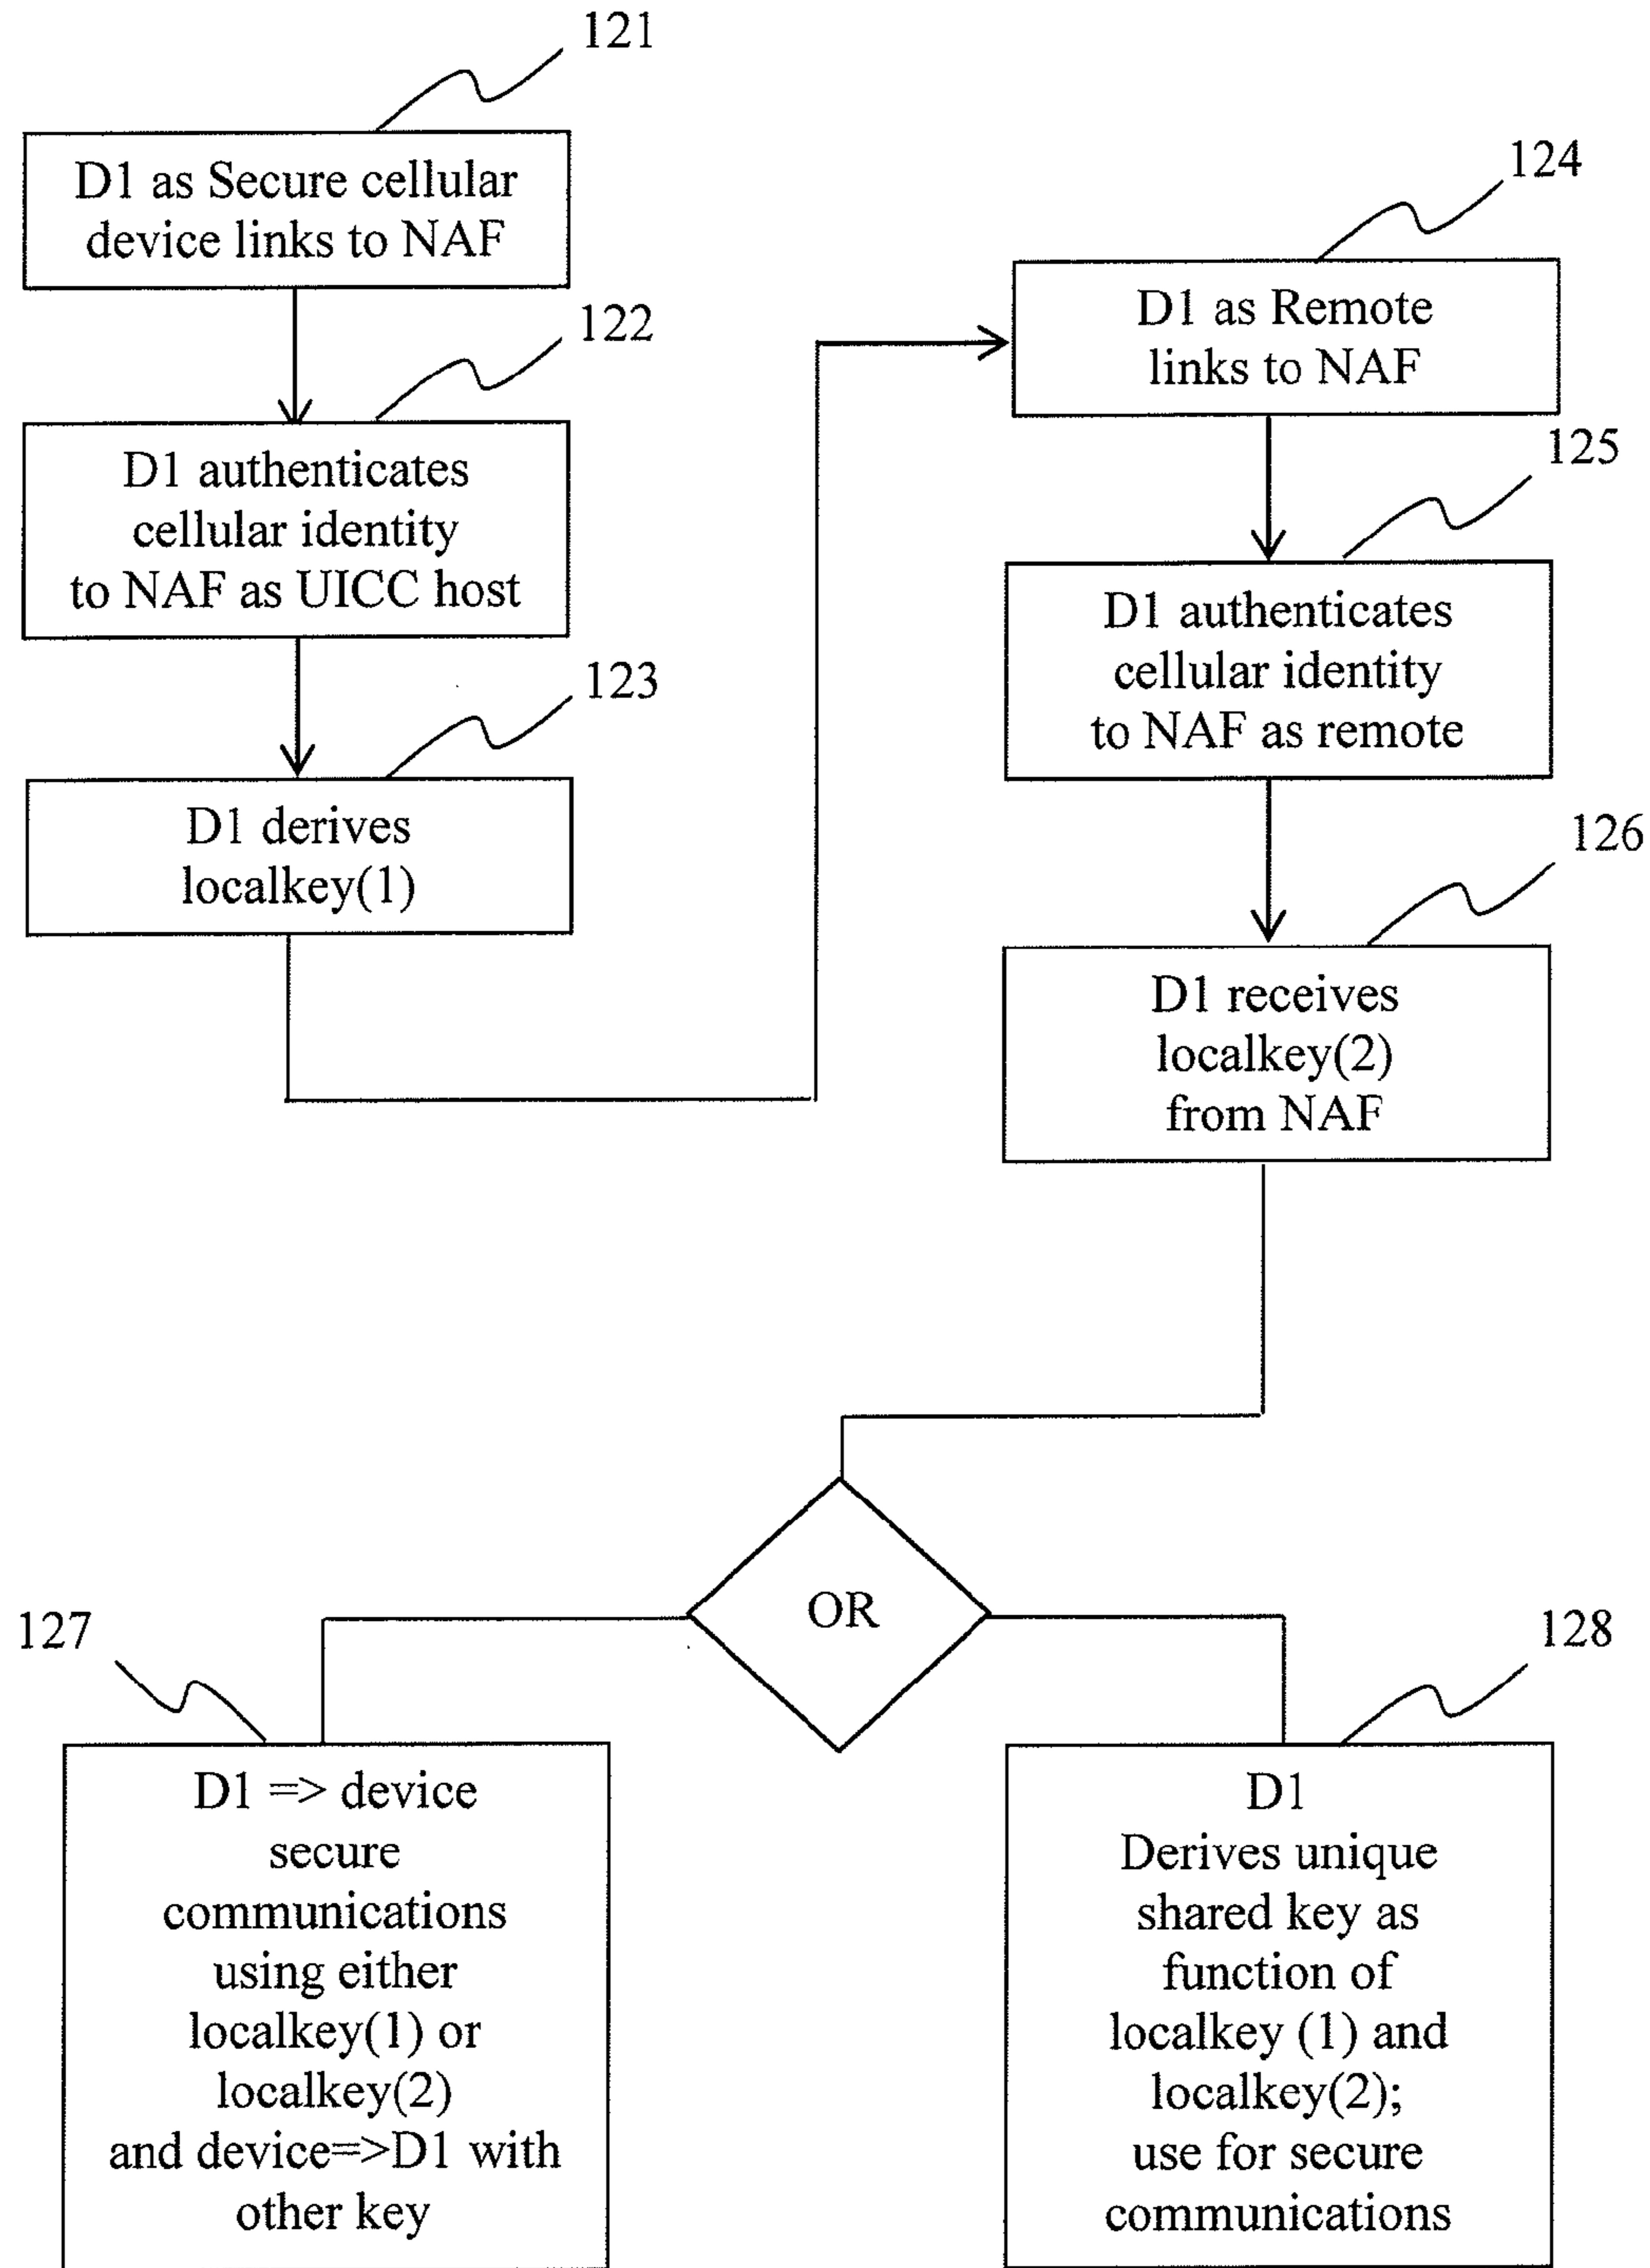 121
D1 as Secure cellular
device links to NAF
122
D1 authenticates
cellular identity
to NAF as UICC host
123
D1 derives
localkey(1)
124
D1 as Remote
links to NAF
125
D1 authenticates
cellular identity
to NAF as remote
126
D1 receives
localkey(2)
from NAF
OR
127
D1 => device
secure
communications
using either
localkey(1) or
localkey(2)
and device=>D1 with
other key
128
D1
Derives unique
shared key as
function of
localkey (1) and
localkey(2);
use for secure
communications